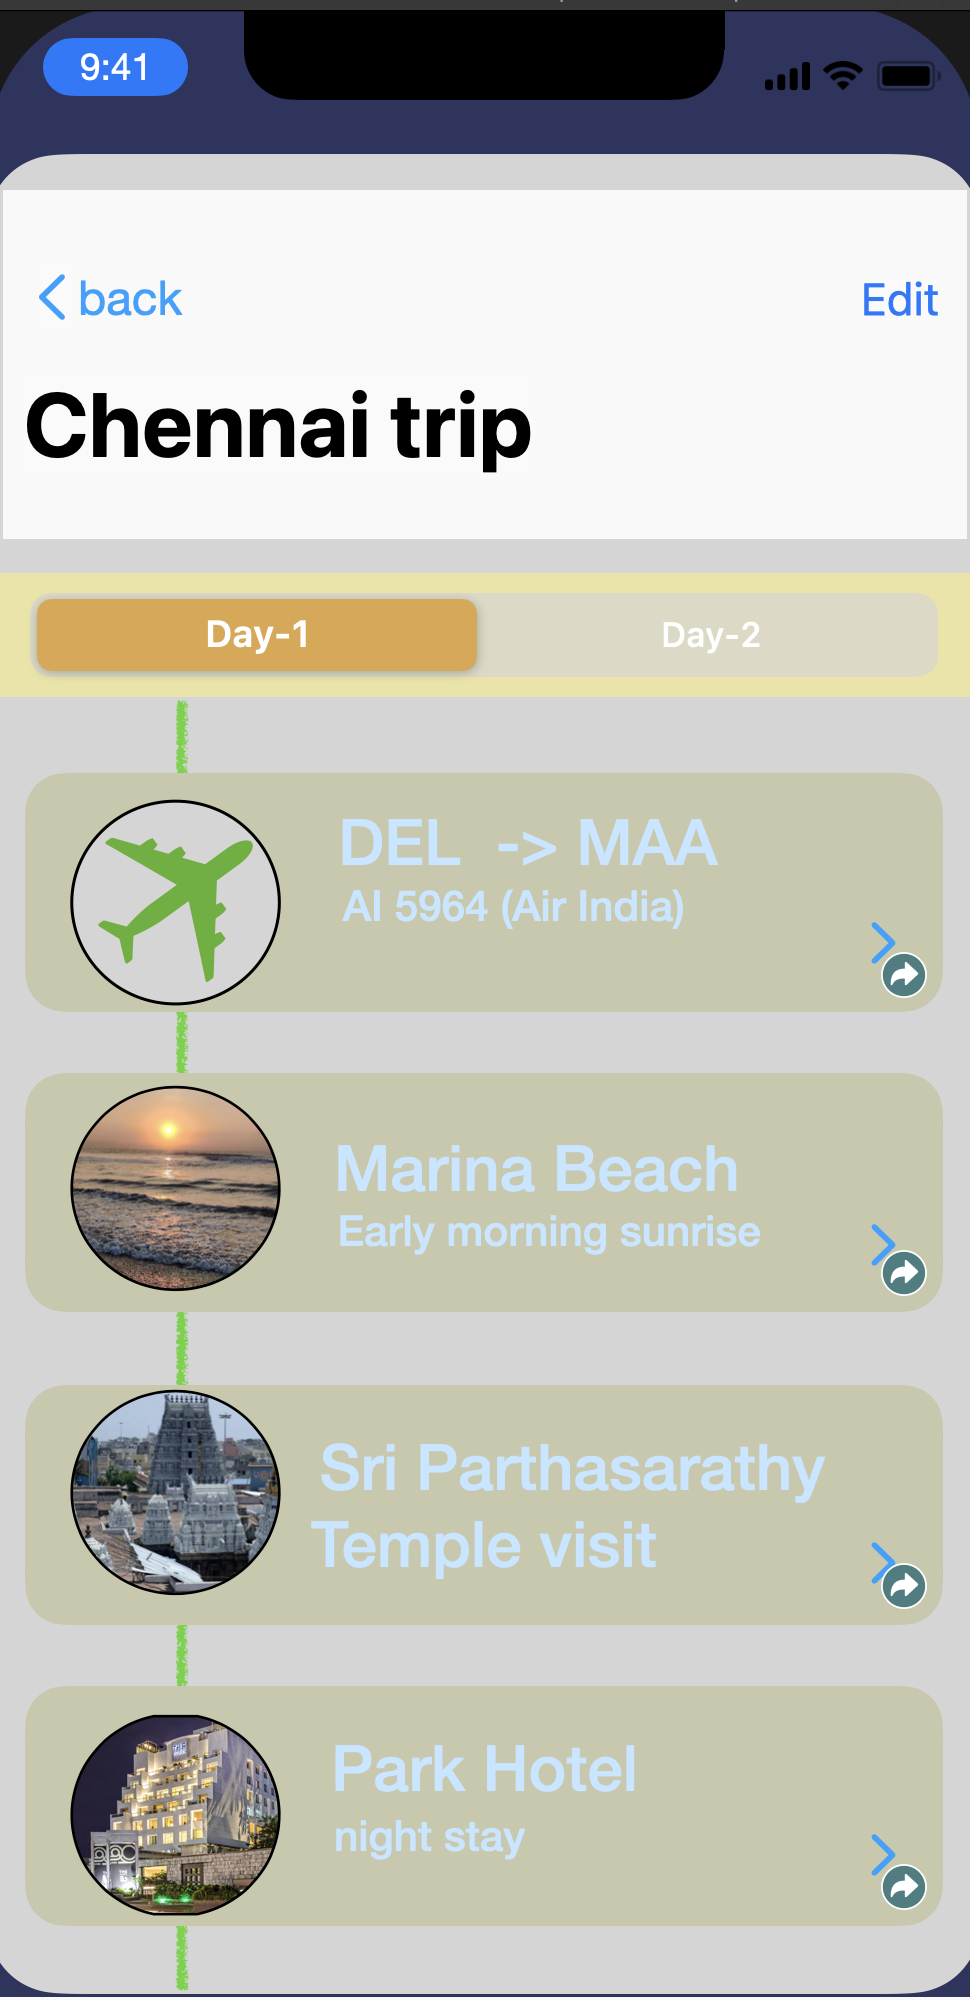 9:41
back
Edit
Chennai trip
Day-1
Day-2
DEL -> MAA
AI 5964 (Air India)
Marina Beach
Early morning sunrise
Sri Parthasarathy
Temple visit
Park Hotel
night stay